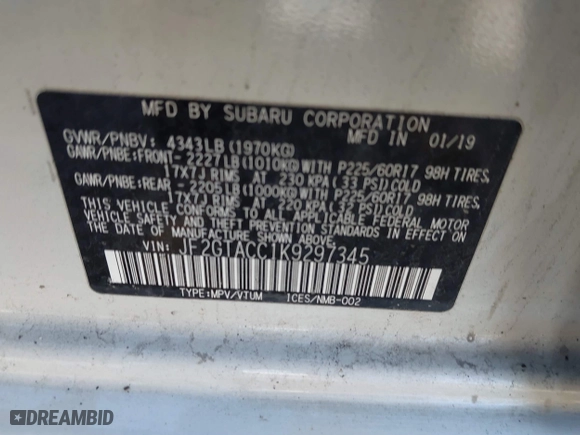 MFD BY SUBARU CORPORATION
MFD IN 01/19
GVWR/PNBV: 4343LB(1970KG)
GAWR/PNBE:FRONT-2227LB(1010KG)WITH P225/60R17 98H TIRES,
17X7J RIMS AT 230 KPA (33 PSI)COLD
GAWR/PNBE:REAR -2205LB(1000KG)WITH P225/60R17 98H TIRES,
17X7J RIMS AT 220 KPA (32 PSI)COLD
THIS VEHICLE CONFORMS TO ALL APPLICABLE FEDERAL MOTOR
VEHICLE SAFETY AND THEFT PREVENTION STANDARDS IN EFFECT ON
THE DATE OF MANUFACTURE SHOWN ABOVE.
VIN: JF2GTACC1K9297345
TYPE:MPV/VTUM ICES/NMB-002
DREAMBID